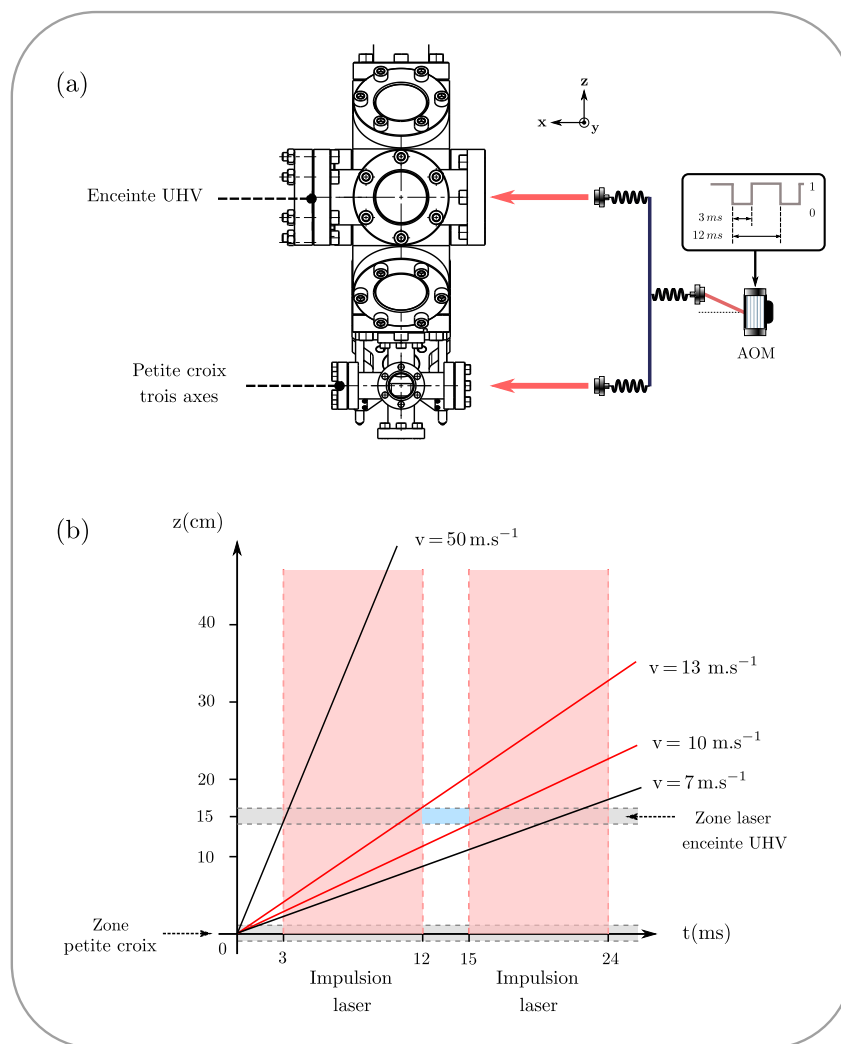 (a)
z
x
y
Enceinte UHV
1
0
3 ms
12 ms
AOM
Petite croix
trois axes
(b)
z(cm)
v = 50 m.s⁻¹
40
v = 13 m.s⁻¹
30
v = 10 m.s⁻¹
20
v = 7 m.s⁻¹
15
Zone laser
enceinte UHV
10
Zone
petite croix
t(ms)
0
3
12
15
24
Impulsion
laser
Impulsion
laser